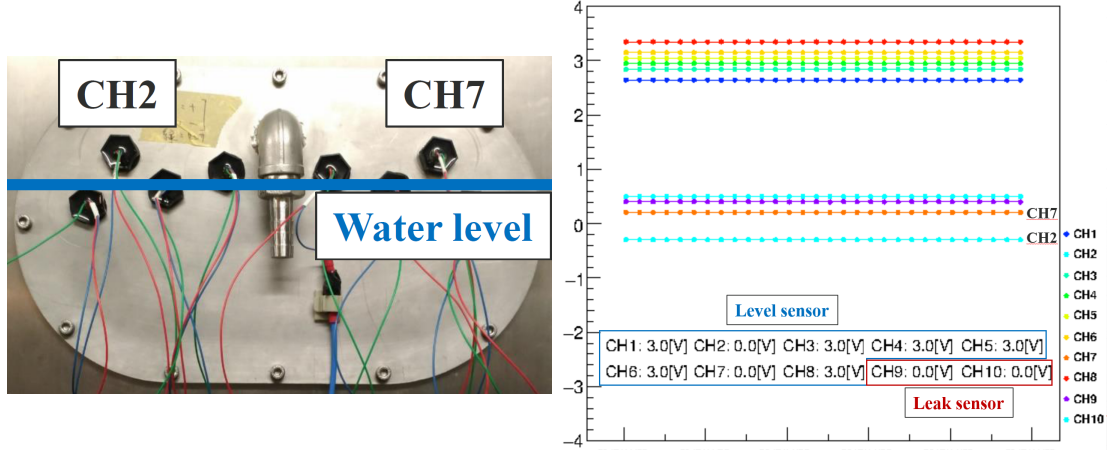 CH2
CH7
Water level
4
3
2
1
0
−1
−2
−3
−4
CH7
CH2
CH1
CH2
CH3
CH4
CH5
CH6
CH7
CH8
CH9
CH10
Level sensor
CH1: 3.0[V] CH2: 0.0[V] CH3: 3.0[V] CH4: 3.0[V] CH5: 3.0[V]
CH6: 3.0[V] CH7: 0.0[V] CH8: 3.0[V] CH9: 0.0[V] CH10: 0.0[V]
Leak sensor